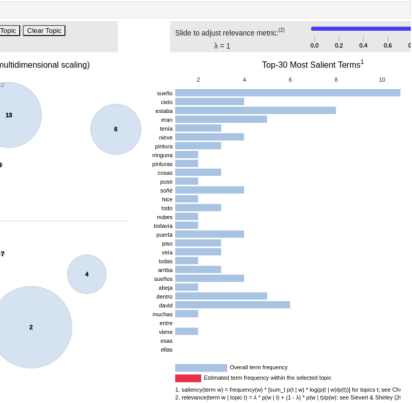 Topic Clear Topic
Slide to adjust relevance metric:(2)
λ = 1
0.0 0.2 0.4 0.6
multidimensional scaling)
Top-30 Most Salient Terms1
2 4 6 8 10
sueño
cielo
estaba
eran
tenía
nieve
pintura
ninguna
pinturas
cosas
puse
soñé
hice
todo
nubes
todavía
puerta
piso
veía
todas
arriba
sueños
abeja
dentro
david
muchas
entre
viene
esas
ellas
13
6
7
4
2
Overall term frequency
Estimated term frequency within the selected topic
1. saliency(term w) = frequency(w) * [sum_t p(t | w) * log(p(t | w)/p(t))] for topics t; see Ch
2. relevance(term w | topic t) = λ * p(w | t) + (1 - λ) * p(w | t)/p(w); see Sievert & Shirley (2